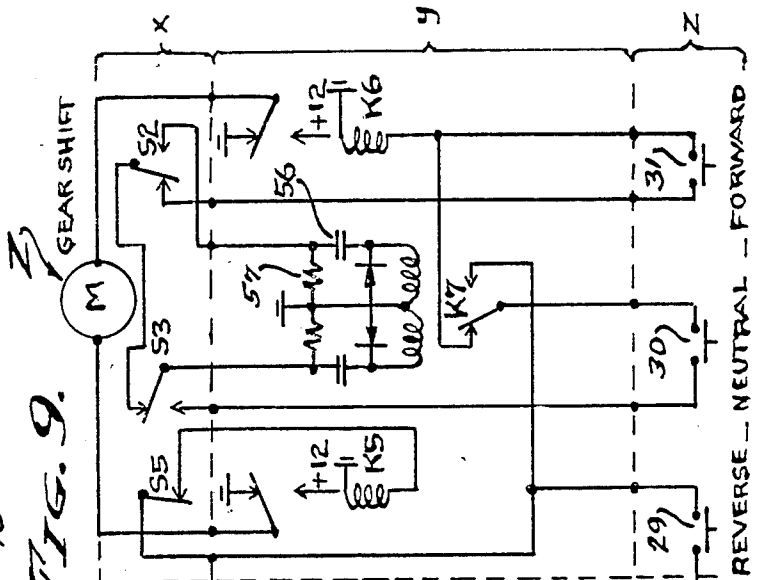 FIG. 9.
Z
GEAR SHIFT
M
S5
S3
S2
X
57
56
+12
K5
+12
K6
K7
y
29
30
31
Z
REVERSE _ NEUTRAL _ FORWARD